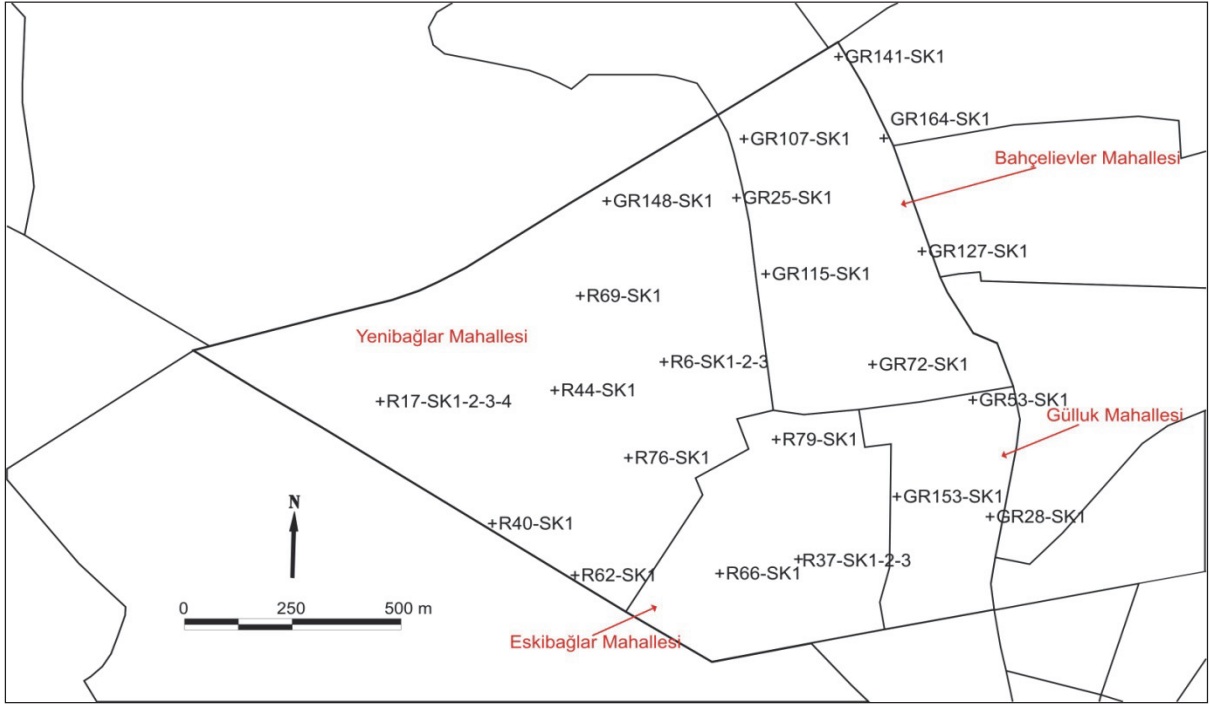 +GR141-SK1
GR164-SK1
+
+GR107-SK1
Bahçelievler Mahallesi
+GR148-SK1
+GR25-SK1
+GR127-SK1
+GR115-SK1
+R69-SK1
Yenibağlar Mahallesi
+R6-SK1-2-3
+GR72-SK1
+R44-SK1
+R17-SK1-2-3-4
+GR53-SK1
Gülluk Mahallesi
+R79-SK1
+R76-SK1
+GR153-SK1
N
+GR28-SK1
+R40-SK1
+R37-SK1-2-3
+R66-SK1
+R62-SK1
0 250 500 m
Eskibağlar Mahallesi